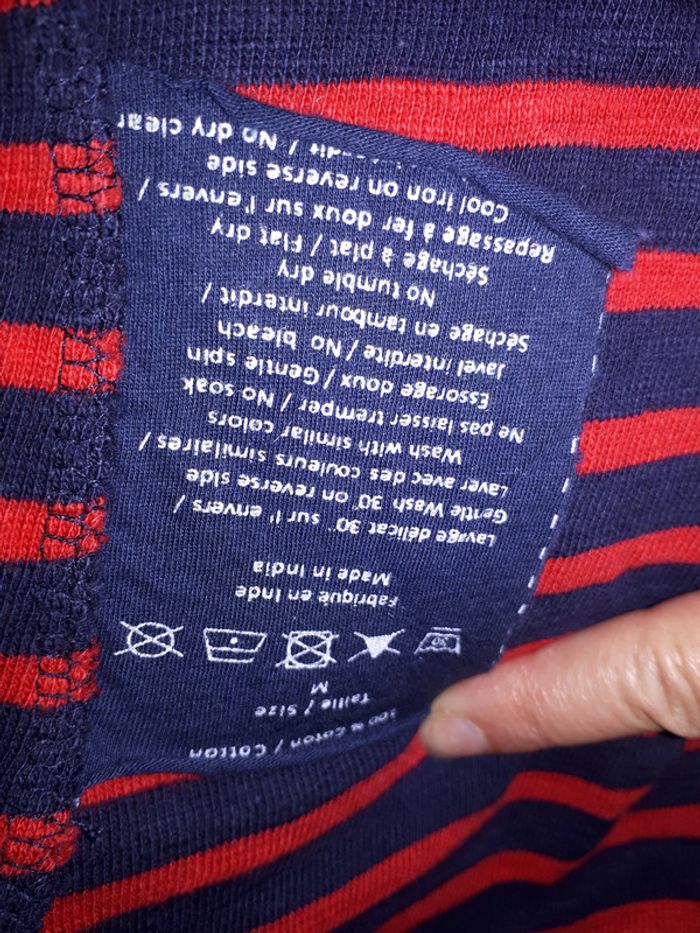 100 % Coton / Cotton
Taille / Size
M
30
Fabriqué en Inde
Made in India
Lavage délicat 30° sur l' envers /
Gentle Wash 30° on reverse side
Laver avec des couleurs similaires /
Wash with similar colors
Ne pas laisser tremper / No soak
Essorage doux / Gentle spin
Javel interdite / No bleach
Séchage en tambour interdit /
No tumble dry
Séchage à plat / Flat dry
Repassage à fer doux sur l'envers /
Cool Iron on reverse side
/ No dry clean